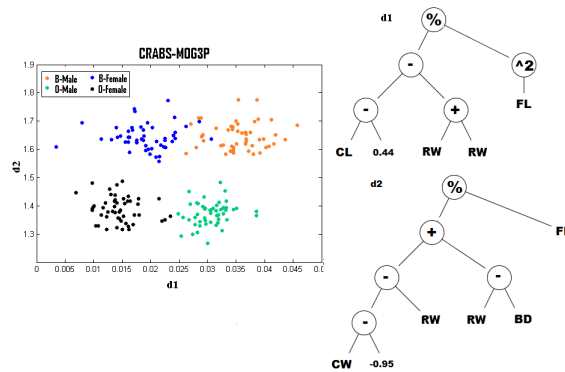 CRABS-MOG3P
B-Male
B-Female
O-Male
O-Female
1.9
1.8
1.7
1.6
1.5
1.4
1.3
d2
0
0.005
0.01
0.015
0.02
0.025
0.03
0.035
0.04
0.045
d1
d1
%
-
^2
-
+
FL
CL
0.44
RW
RW
d2
%
+
-
-
-
RW
RW
BD
CW
-0.95